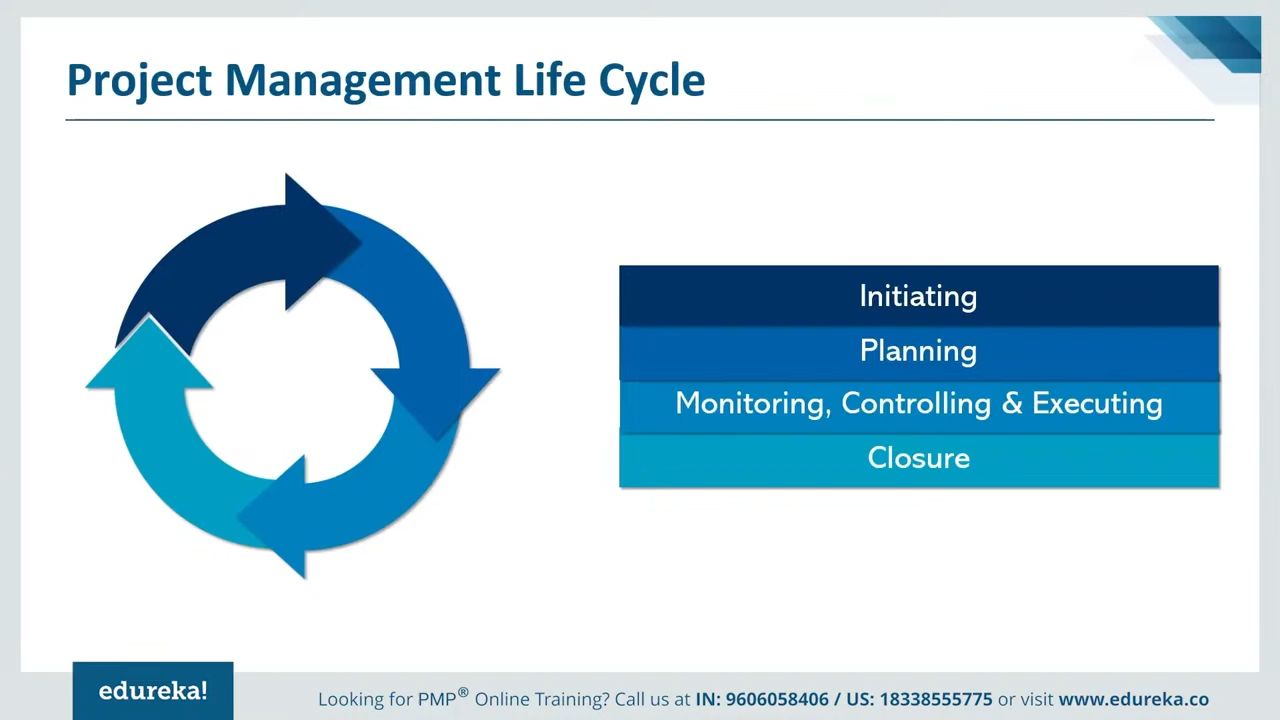 Project Management Life Cycle
Initiating
Planning
Monitoring, Controlling & Executing
Closure
edureka!
Looking for PMP® Online Training? Call us at IN: 9606058406 / US: 18338555775 or visit www.edureka.co